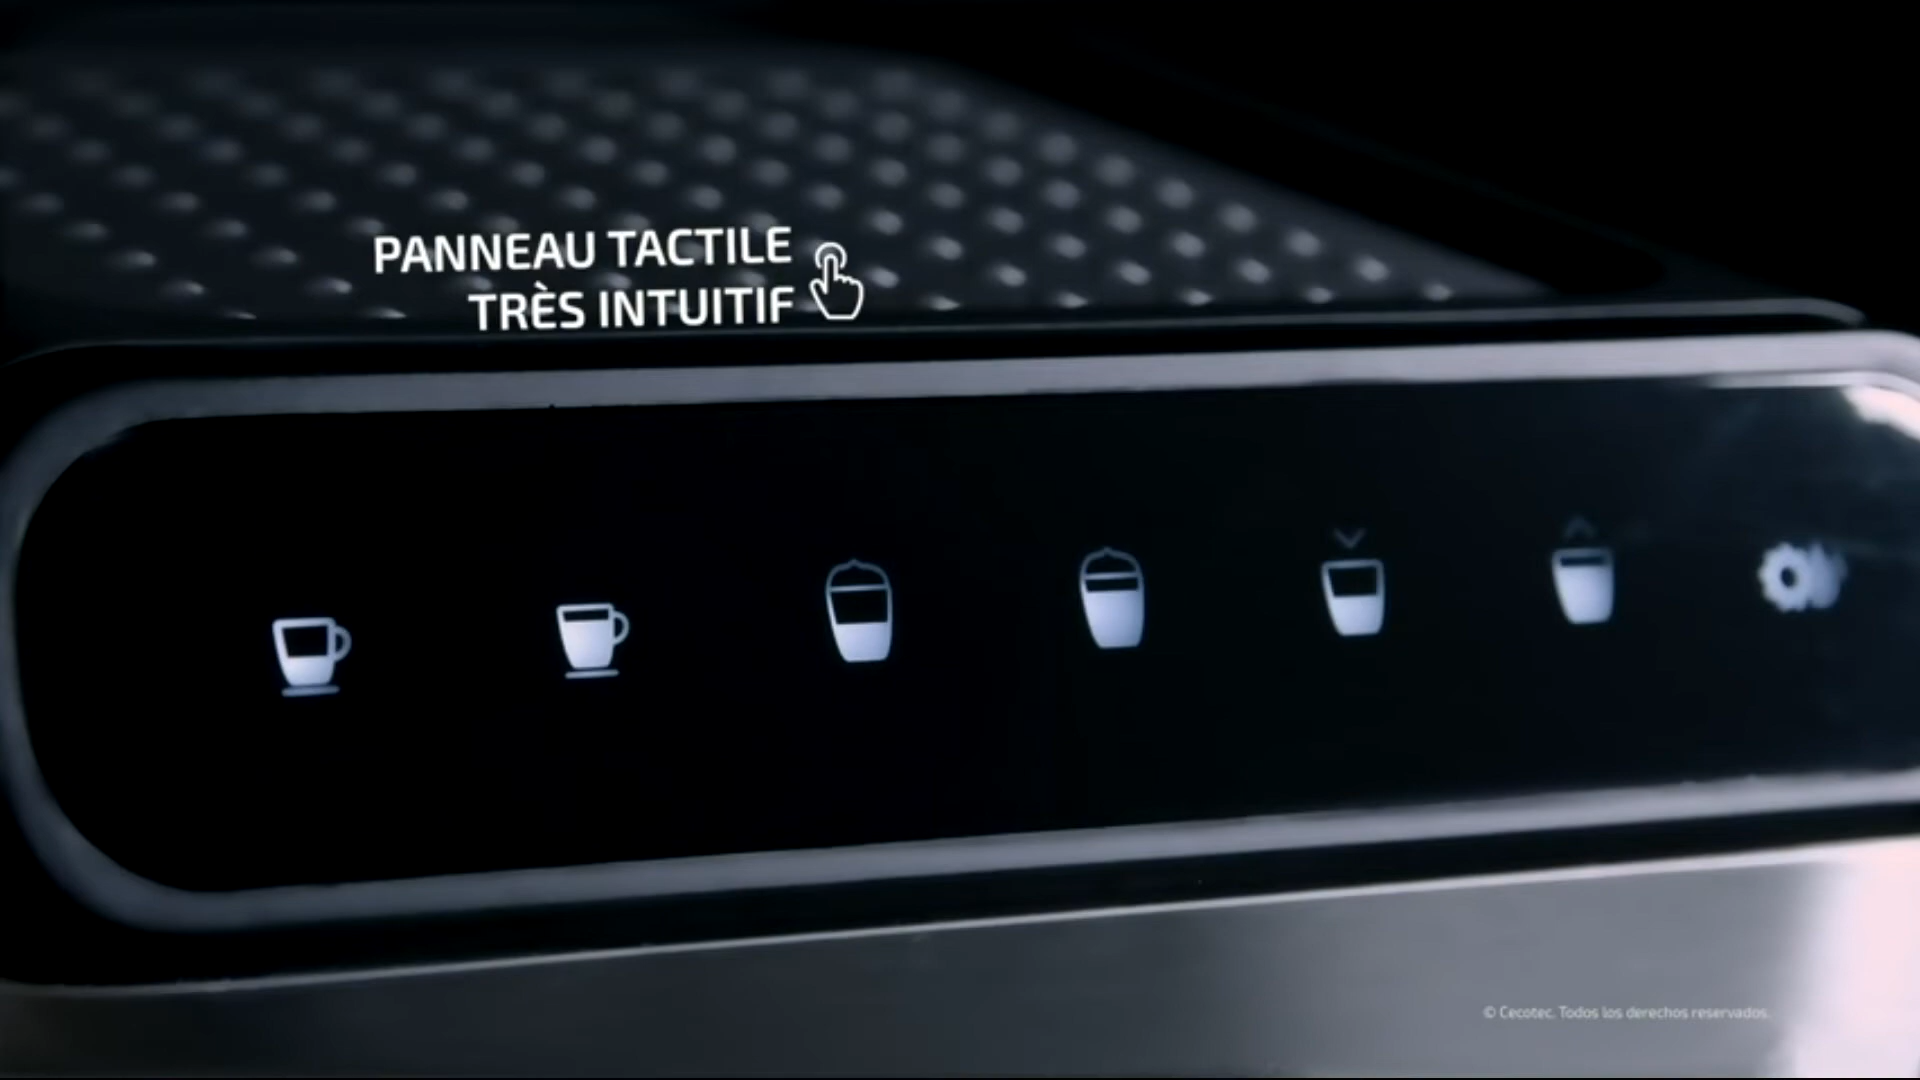 PANNEAU TACTILE
TRÈS INTUITIF
© Cecotec. Todos los derechos reservados.